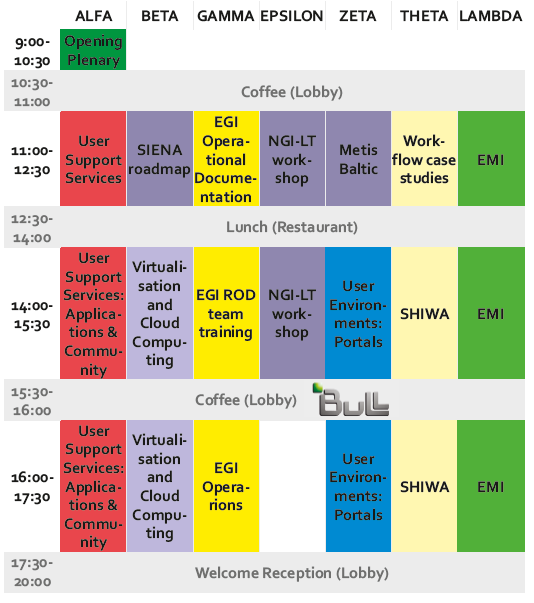 ALFA BETA GAMMA EPSILON ZETA THETA LAMBDA
9:00-
10:30
Opening
Plenary
10:30-
11:00
Coffee (Lobby)
11:00-
12:30
User
Support
Services
SIENA
roadmap
EGI
Opera-
tional
Docume-
ntation
NGI-LT
work-
shop
Metis
Baltic
Work-
flow case
studies
EMI
12:30-
14:00
Lunch (Restaurant)
14:00-
15:30
User
Support
Services:
Applica-
tions &
Commu-
nity
Virtuali-
sation
and
Cloud
Compu-
ting
EGI ROD
team
training
NGI-LT
work-
shop
User
Environ-
ments:
Portals
SHIWA
EMI
15:30-
16:00
Coffee (Lobby)
Bull
16:00-
17:30
User
Support
Services:
Applica-
tions &
Commu-
nity
Virtuali-
sation
and
Cloud
Compu-
ting
EGI
Opera-
rions
User
Environ-
ments:
Portals
SHIWA
EMI
17:30-
20:00
Welcome Reception (Lobby)